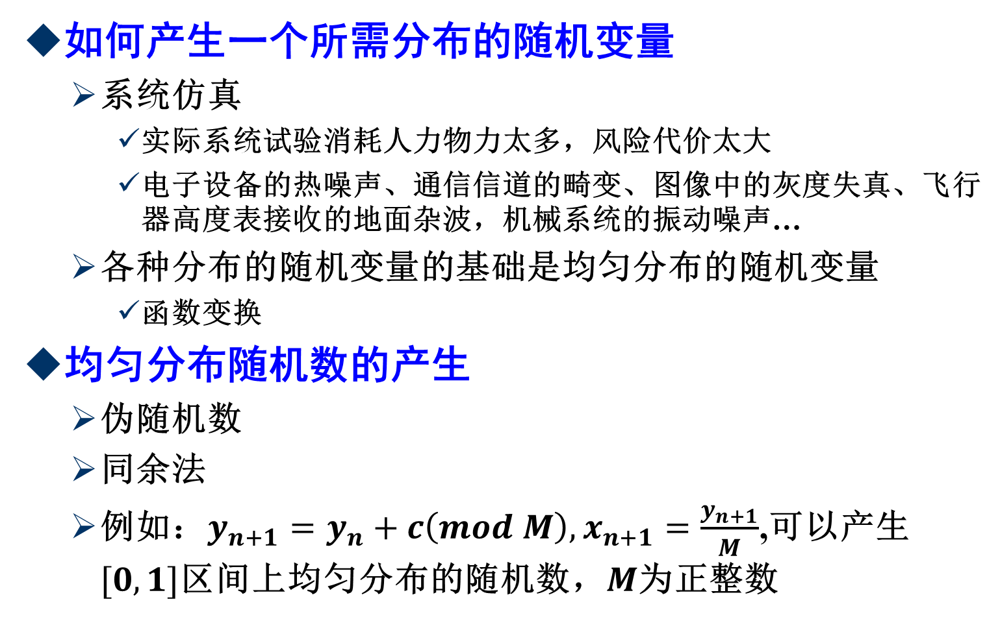 ◆如何产生一个所需分布的随机变量
➢系统仿真
✓实际系统试验消耗人力物力太多，风险代价太大
✓电子设备的热噪声、通信信道的畸变、图像中的灰度失真、飞行
器高度表接收的地面杂波，机械系统的振动噪声…
➢各种分布的随机变量的基础是均匀分布的随机变量
✓函数变换
◆均匀分布随机数的产生
➢伪随机数
➢同余法
➢例如：$y_{n+1} = y_n + c(mod\ M), x_{n+1} = \frac{y_{n+1}}{M}$,可以产生
[0, 1]区间上均匀分布的随机数，M为正整数